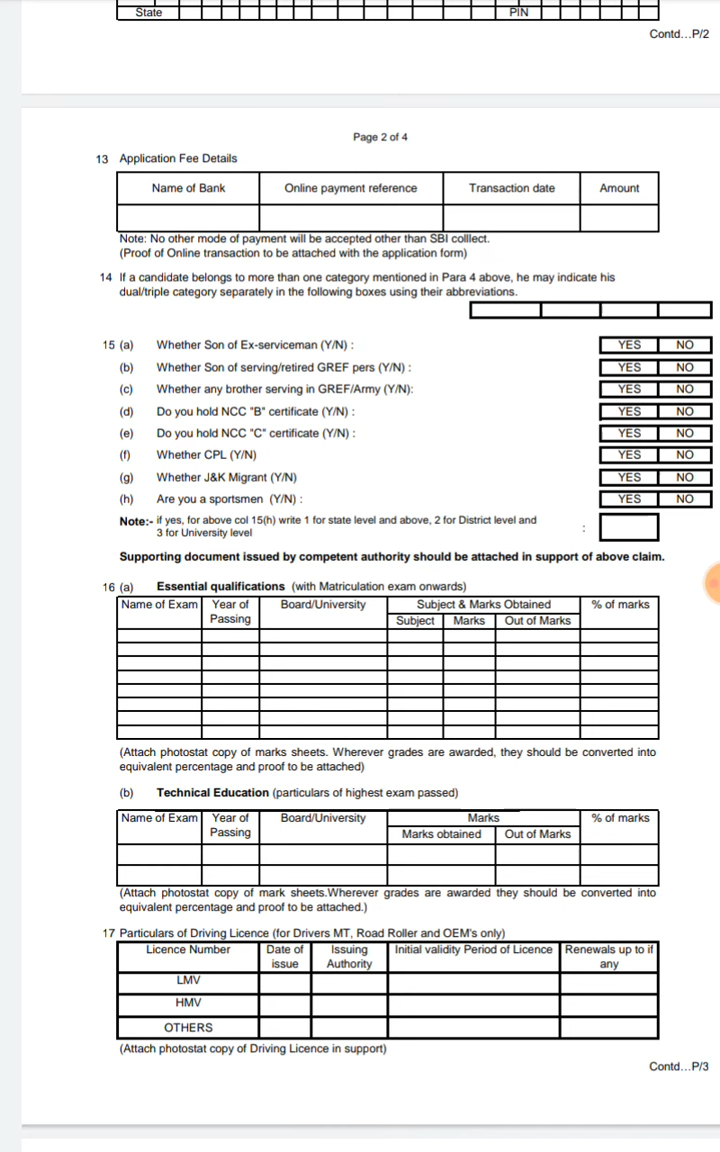 State PIN
Contd...P/2
Page 2 of 4
13 Application Fee Details
Name of Bank Online payment reference Transaction date Amount
Note: No other mode of payment will be accepted other than SBI colllect.
(Proof of Online transaction to be attached with the application form)
14 If a candidate belongs to more than one category mentioned in Para 4 above, he may indicate his
dual/triple category separately in the following boxes using their abbreviations.
15 (a) Whether Son of Ex-serviceman (Y/N) : YES NO
(b) Whether Son of serving/retired GREF pers (Y/N) : YES NO
(c) Whether any brother serving in GREF/Army (Y/N): YES NO
(d) Do you hold NCC "B" certificate (Y/N) : YES NO
(e) Do you hold NCC "C" certificate (Y/N) : YES NO
(f) Whether CPL (Y/N) YES NO
(g) Whether J&K Migrant (Y/N) YES NO
(h) Are you a sportsmen (Y/N) : YES NO
Note:- if yes, for above col 15(h) write 1 for state level and above, 2 for District level and
3 for University level :
Supporting document issued by competent authority should be attached in support of above claim.
16 (a) Essential qualifications (with Matriculation exam onwards)
Name of Exam Year of Board/University Subject & Marks Obtained % of marks
Passing Subject Marks Out of Marks
(Attach photostat copy of marks sheets. Wherever grades are awarded, they should be converted into
equivalent percentage and proof to be attached)
(b) Technical Education (particulars of highest exam passed)
Name of Exam Year of Board/University Marks % of marks
Passing Marks obtained Out of Marks
(Attach photostat copy of mark sheets.Wherever grades are awarded they should be converted into
equivalent percentage and proof to be attached.)
17 Particulars of Driving Licence (for Drivers MT, Road Roller and OEM's only)
Licence Number Date of Issuing Initial validity Period of Licence Renewals up to if
issue Authority any
LMV
HMV
OTHERS
(Attach photostat copy of Driving Licence in support)
Contd...P/3